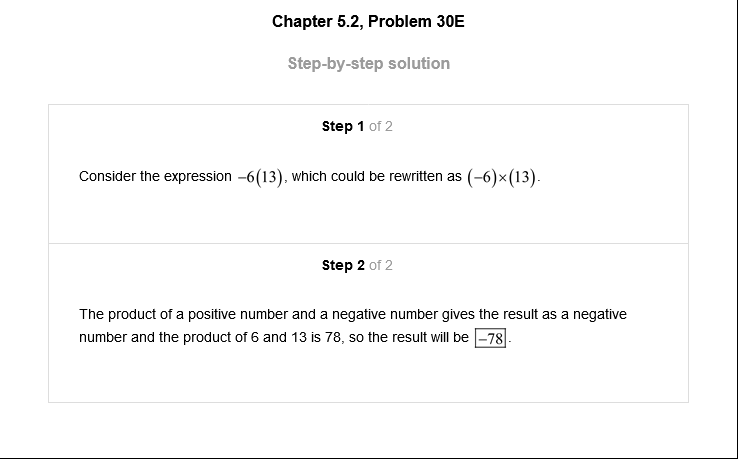 Chapter 5.2, Problem 30E
Step-by-step solution
Step 1 of 2
Consider the expression −6(13), which could be rewritten as (−6)×(13).
Step 2 of 2
The product of a positive number and a negative number gives the result as a negative
number and the product of 6 and 13 is 78, so the result will be −78.